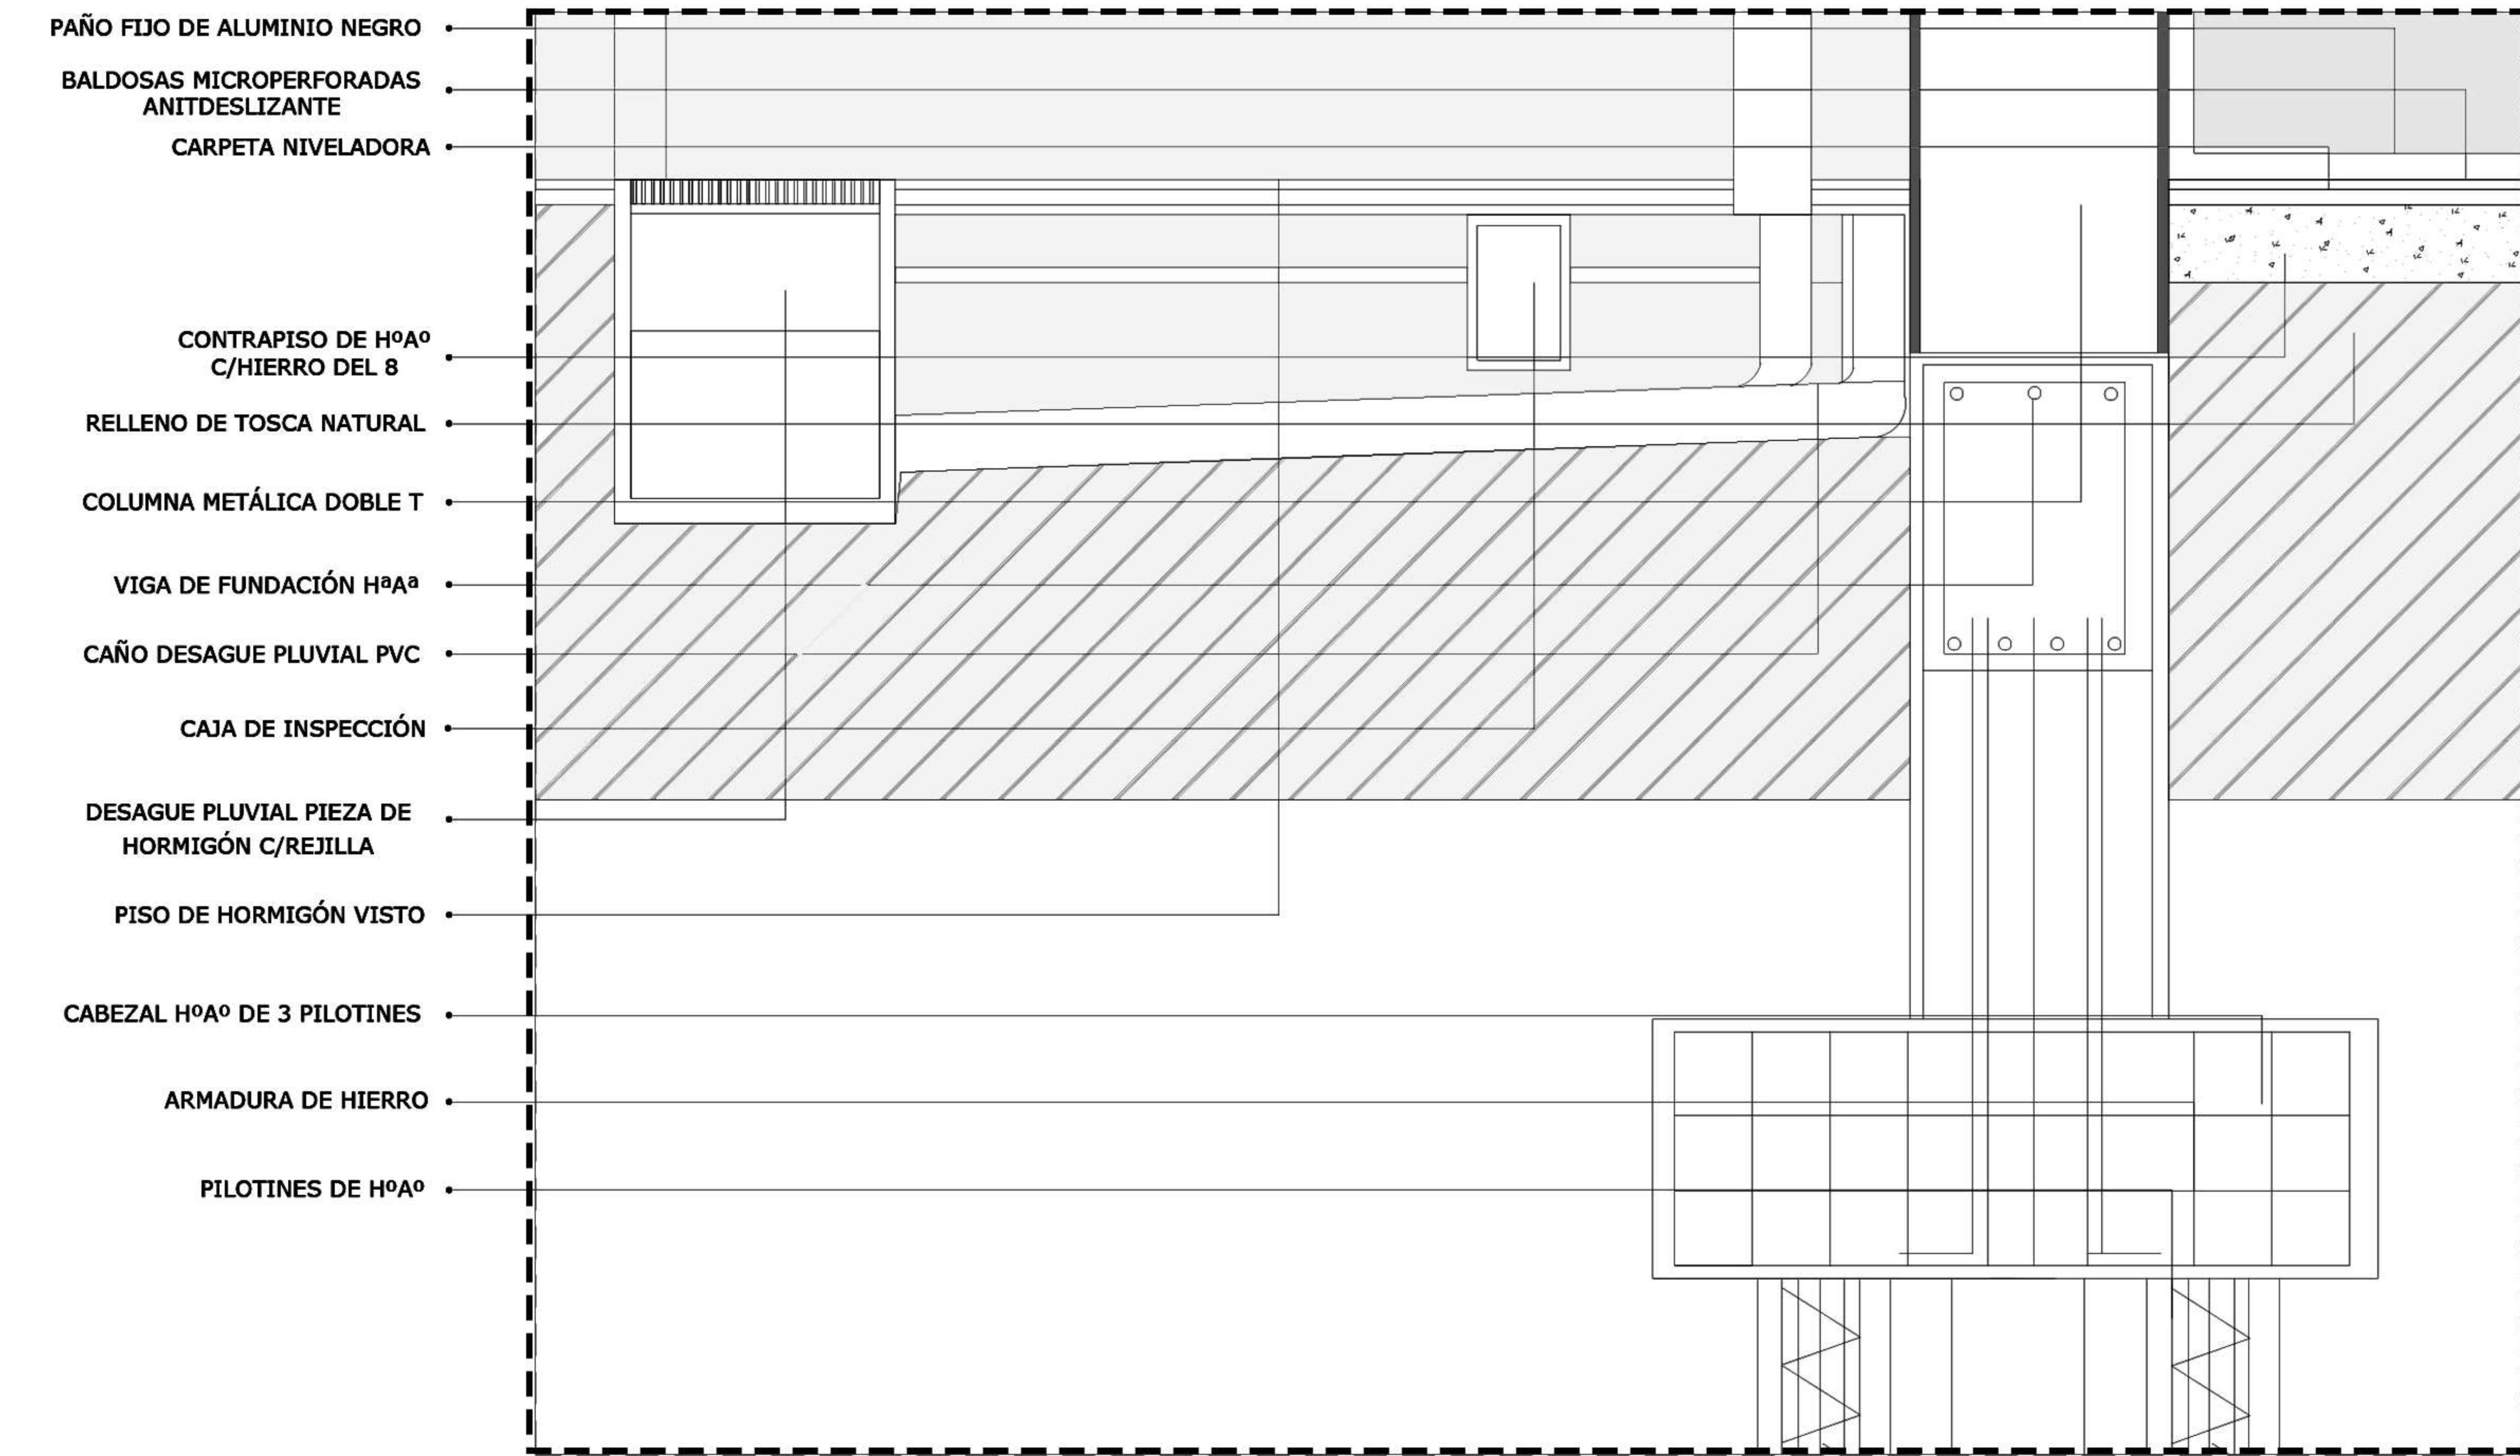 PAÑO FIJO DE ALUMINIO NEGRO
BALDOSAS MICROPERFORADAS
ANITDESLIZANTE
CARPETA NIVELADORA
CONTRAPISO DE HºAº
C/HIERRO DEL 8
RELLENO DE TOSCA NATURAL
COLUMNA METÁLICA DOBLE T
VIGA DE FUNDACIÓN HªAª
CAÑO DESAGUE PLUVIAL PVC
CAJA DE INSPECCIÓN
DESAGUE PLUVIAL PIEZA DE
HORMIGÓN C/REJILLA
PISO DE HORMIGÓN VISTO
CABEZAL HºAº DE 3 PILOTINES
ARMADURA DE HIERRO
PILOTINES DE HºAº